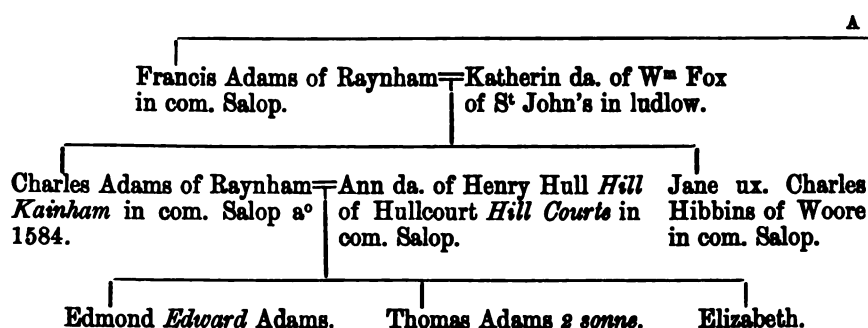 A
Francis Adams of Raynham
in com. Salop.
Katherin da. of Wᵐ Fox
of Sᵗ John's in ludlow.
Charles Adams of Raynham
Kainham in com. Salop aᵒ
1584.
Ann da. of Henry Hull Hill
of Hullcourt Hill Courte in
com. Salop.
Jane ux. Charles
Hibbins of Woore
in com. Salop.
Edmond Edward Adams.
Thomas Adams 2 sonne.
Elizabeth.